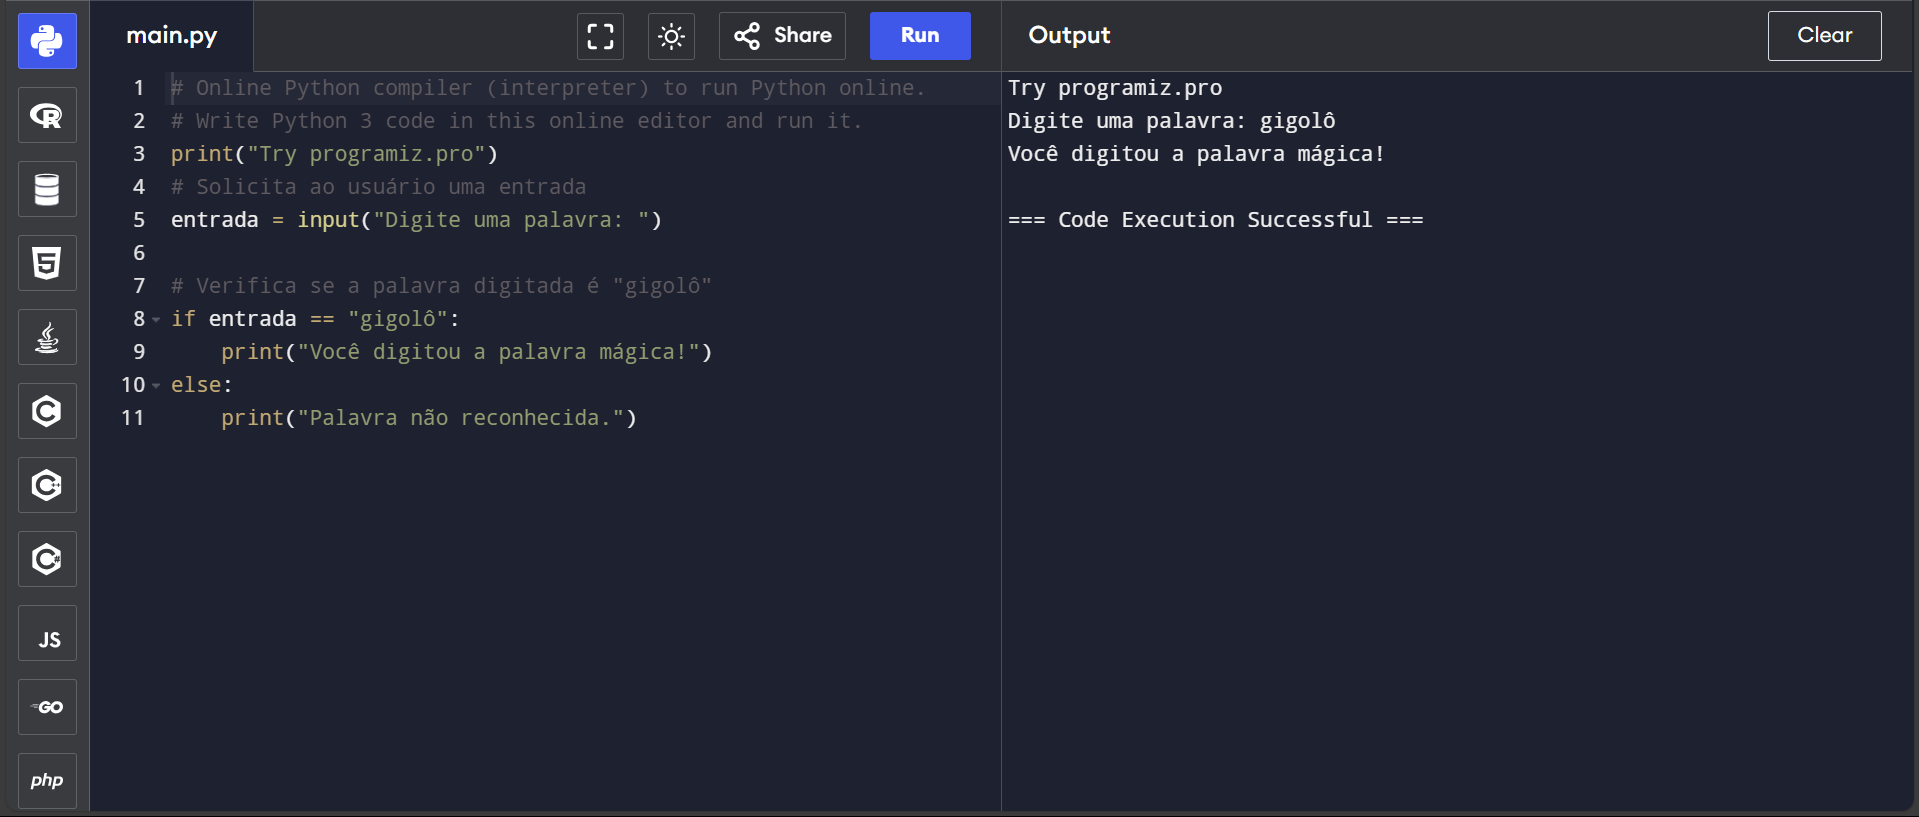 main.py
Share
Run
Output
Clear
1 # Online Python compiler (interpreter) to run Python online.
2 # Write Python 3 code in this online editor and run it.
3 print("Try programiz.pro")
4 # Solicita ao usuário uma entrada
5 entrada = input("Digite uma palavra: ")
6
7 # Verifica se a palavra digitada é "gigolô"
8 if entrada == "gigolô":
9     print("Você digitou a palavra mágica!")
10 else:
11     print("Palavra não reconhecida.")
Try programiz.pro
Digite uma palavra: gigolô
Você digitou a palavra mágica!
=== Code Execution Successful ===
R
5
C
C++
C#
JS
GO
php